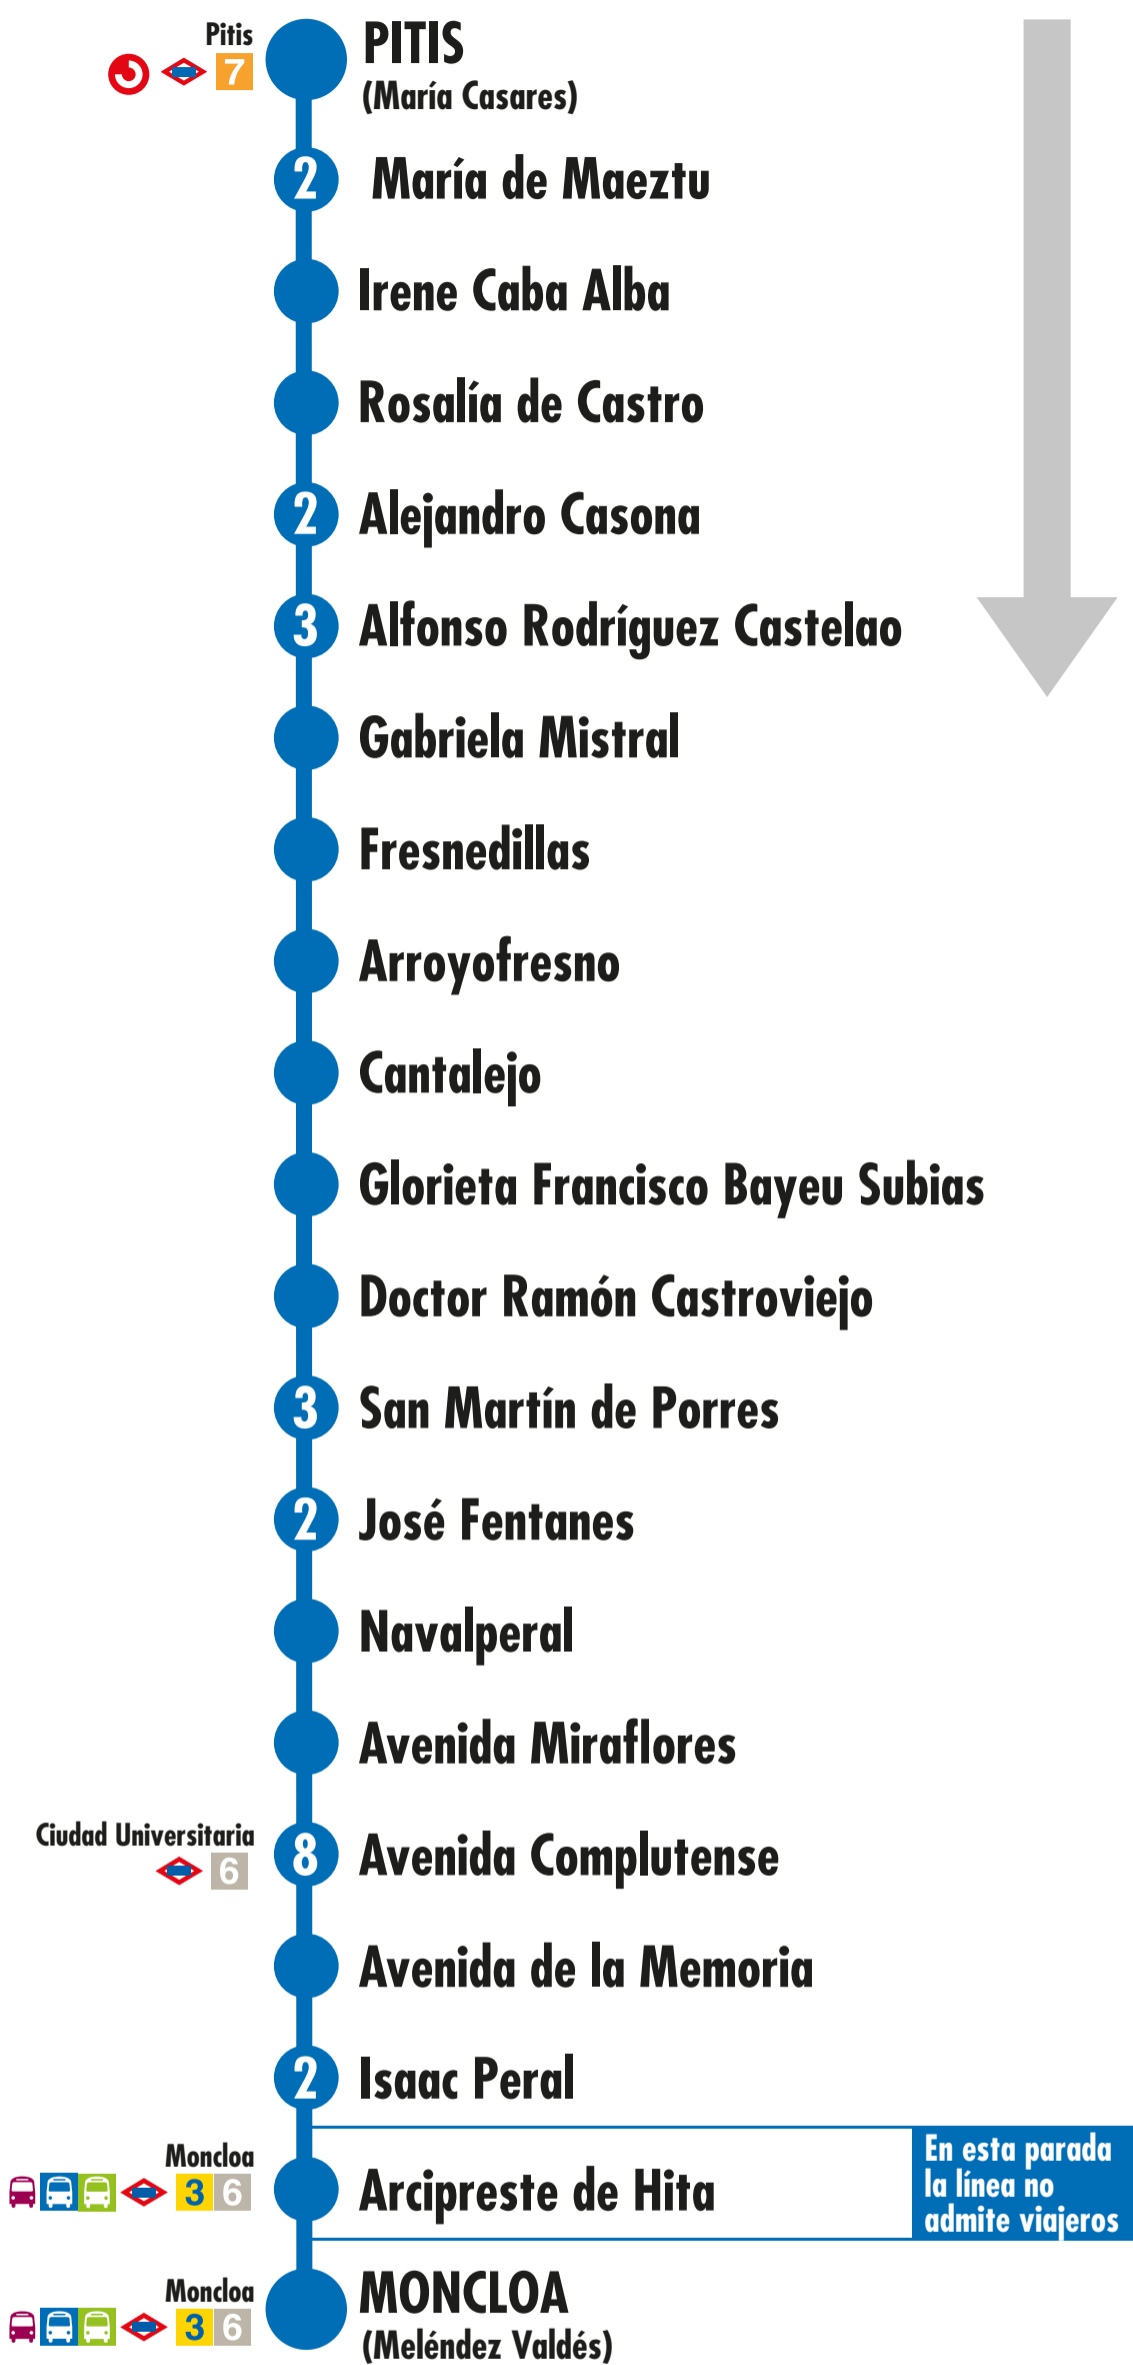 Pitis
7
PITIS
(María Casares)
2 María de Maeztu
Irene Caba Alba
Rosalía de Castro
2 Alejandro Casona
3 Alfonso Rodríguez Castelao
Gabriela Mistral
Fresnedillas
Arroyofresno
Cantalejo
Glorieta Francisco Bayeu Subias
Doctor Ramón Castroviejo
3 San Martín de Porres
2 José Fentanes
Navalperal
Avenida Miraflores
Ciudad Universitaria
6
8 Avenida Complutense
Avenida de la Memoria
2 Isaac Peral
Moncloa
3 6
Arcipreste de Hita
En esta parada
la línea no
admite viajeros
Moncloa
3 6
MONCLOA
(Meléndez Valdés)